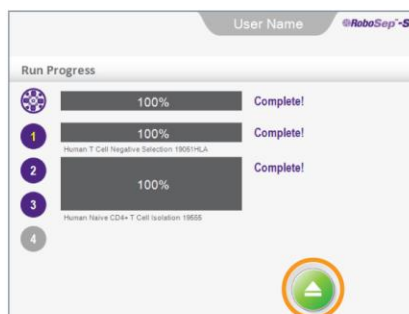 User Name
RoboSep-S
Run Progress
100% Complete!
1 100% Complete!
Human T Cell Negative Selection 19051HLA
2 100% Complete!
3
Human Naive CD4+ T Cell Isolation 19555
4